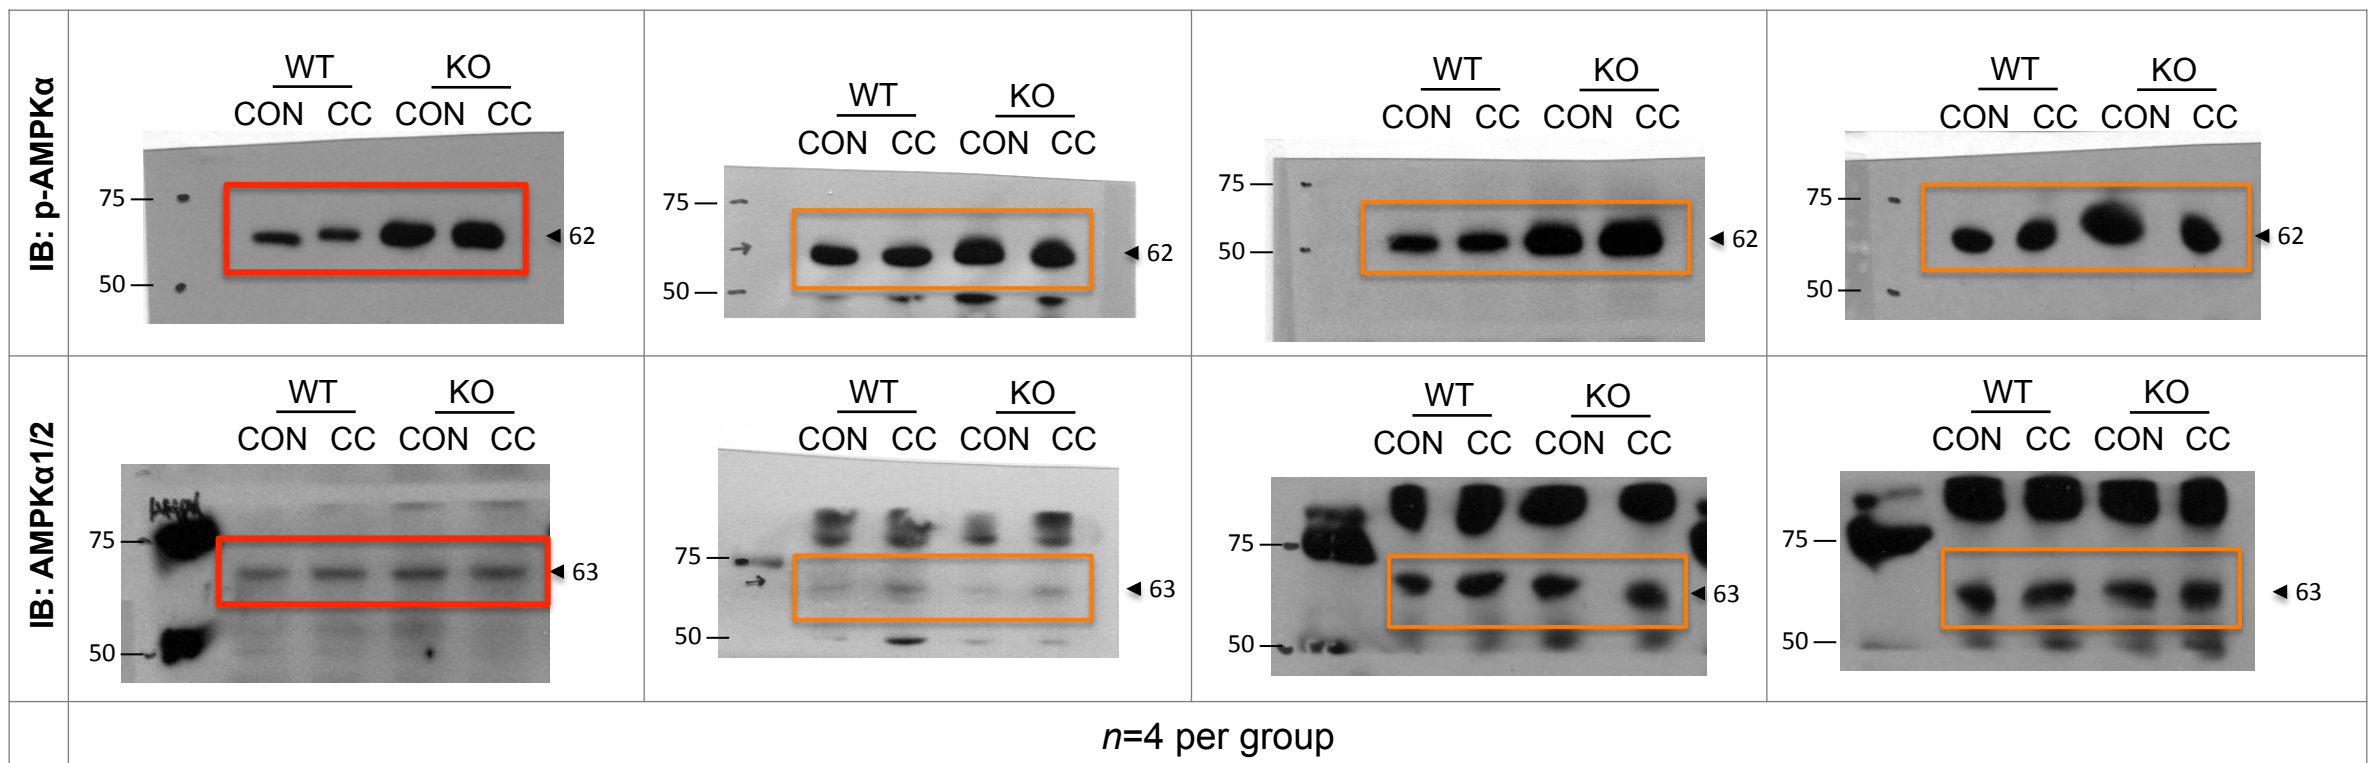 IB: p-AMPKα
WT KO
CON CC CON CC
75
50
62
WT KO
CON CC CON CC
75
50
62
WT KO
CON CC CON CC
75
50
62
WT KO
CON CC CON CC
75
50
62
IB: AMPKα1/2
WT KO
CON CC CON CC
75
50
63
WT KO
CON CC CON CC
75
50
63
WT KO
CON CC CON CC
75
50
63
WT KO
CON CC CON CC
75
50
63
n=4 per group